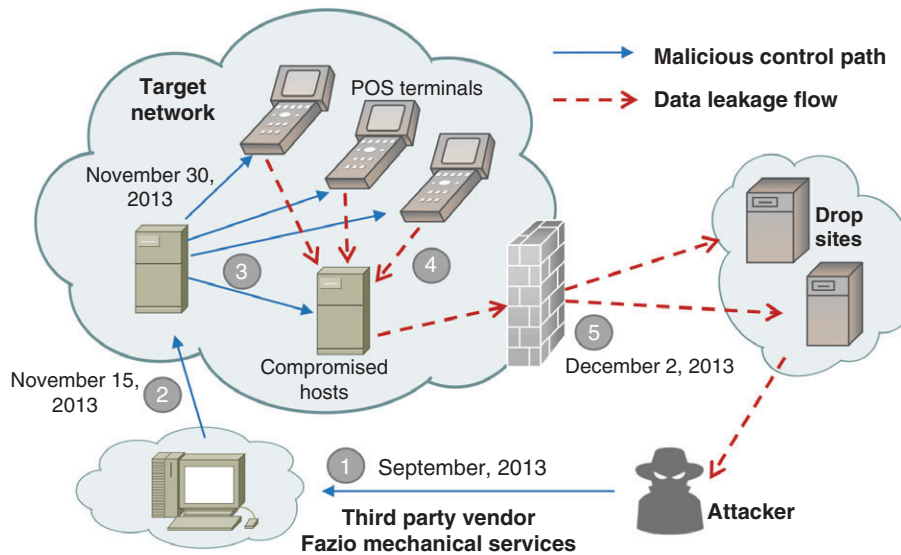 Target
network
POS terminals
Malicious control path
Data leakage flow
November 30,
2013
3
4
Compromised
hosts
Drop
sites
5
December 2, 2013
November 15,
2013
2
1
September, 2013
Third party vendor
Fazio mechanical services
Attacker